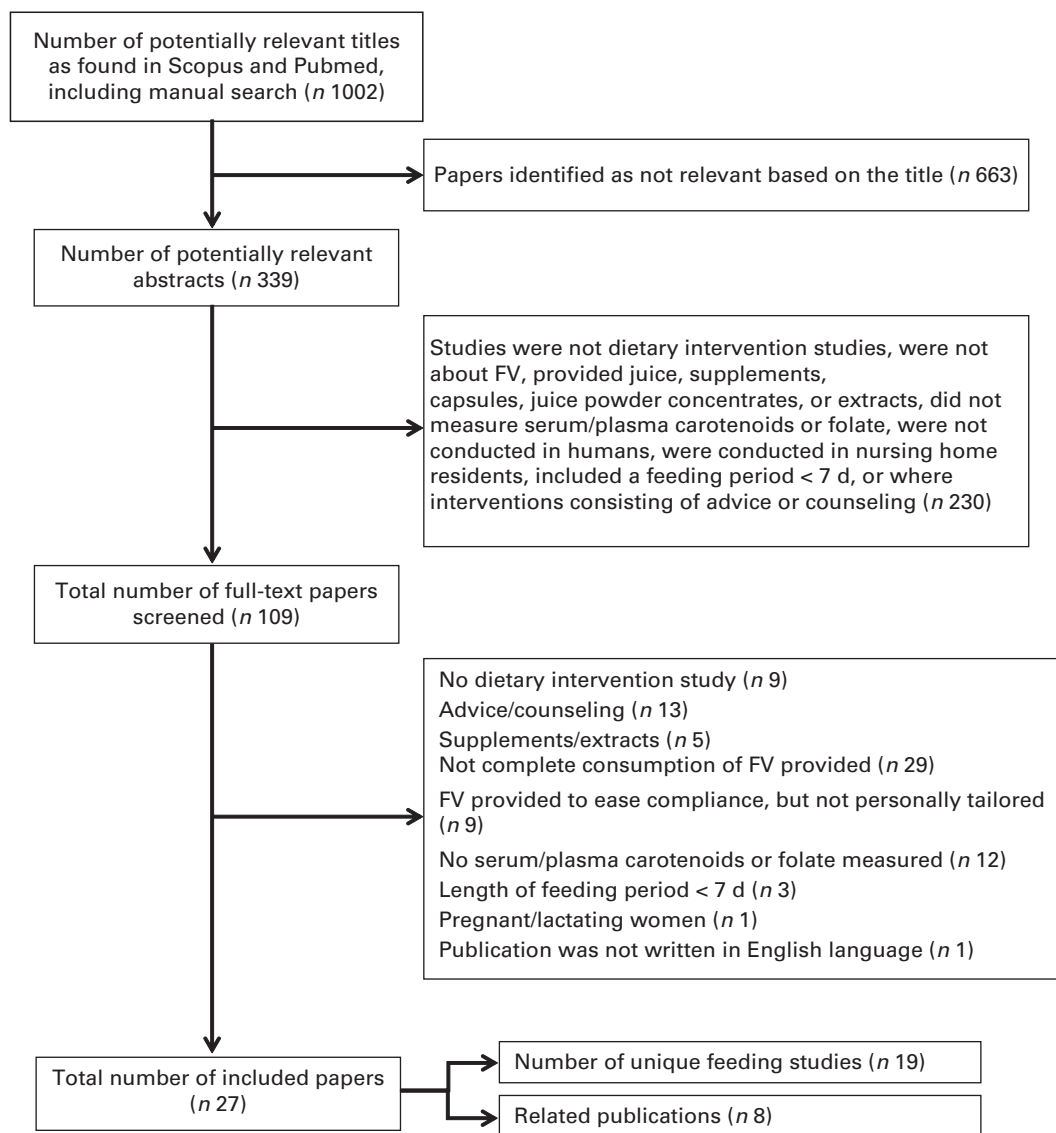 Number of potentially relevant titles
as found in Scopus and Pubmed,
including manual search (n 1002)
Papers identified as not relevant based on the title (n 663)
Number of potentially relevant
abstracts (n 339)
Studies were not dietary intervention studies, were not
about FV, provided juice, supplements,
capsules, juice powder concentrates, or extracts, did not
measure serum/plasma carotenoids or folate, were not
conducted in humans, were conducted in nursing home
residents, included a feeding period < 7 d, or where
interventions consisting of advice or counseling (n 230)
Total number of full-text papers
screened (n 109)
No dietary intervention study (n 9)
Advice/counseling (n 13)
Supplements/extracts (n 5)
Not complete consumption of FV provided (n 29)
FV provided to ease compliance, but not personally tailored
(n 9)
No serum/plasma carotenoids or folate measured (n 12)
Length of feeding period < 7 d (n 3)
Pregnant/lactating women (n 1)
Publication was not written in English language (n 1)
Total number of included papers
(n 27)
Number of unique feeding studies (n 19)
Related publications (n 8)